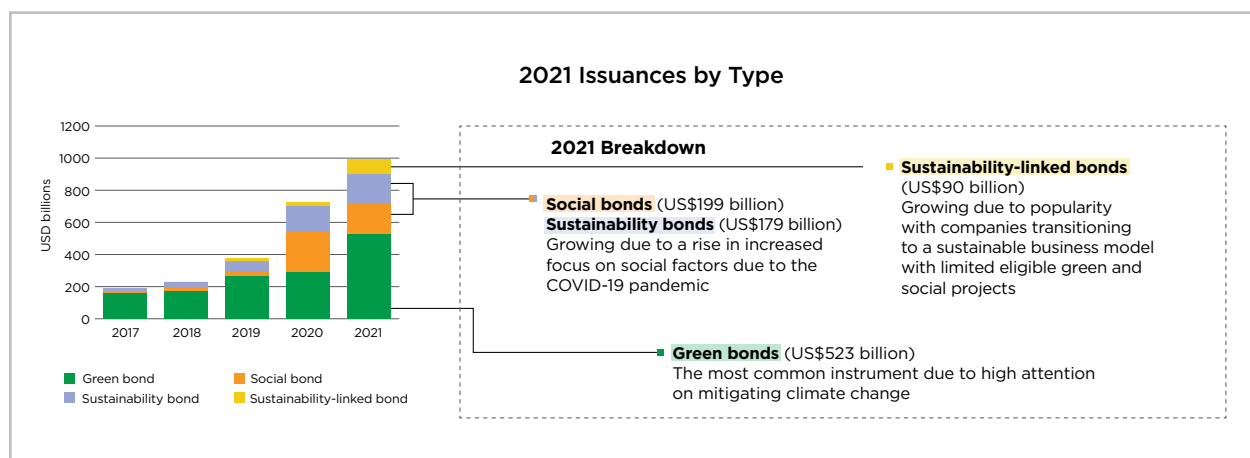 2021 Issuances by Type
USD billions
1200
1000
800
600
400
200
0
2017
2018
2019
2020
2021
Green bond
Social bond
Sustainability bond
Sustainability-linked bond
2021 Breakdown
Social bonds (US$199 billion)
Sustainability bonds (US$179 billion)
Growing due to a rise in increased
focus on social factors due to the
COVID-19 pandemic
Sustainability-linked bonds
(US$90 billion)
Growing due to popularity
with companies transitioning
to a sustainable business model
with limited eligible green and
social projects
Green bonds (US$523 billion)
The most common instrument due to high attention
on mitigating climate change